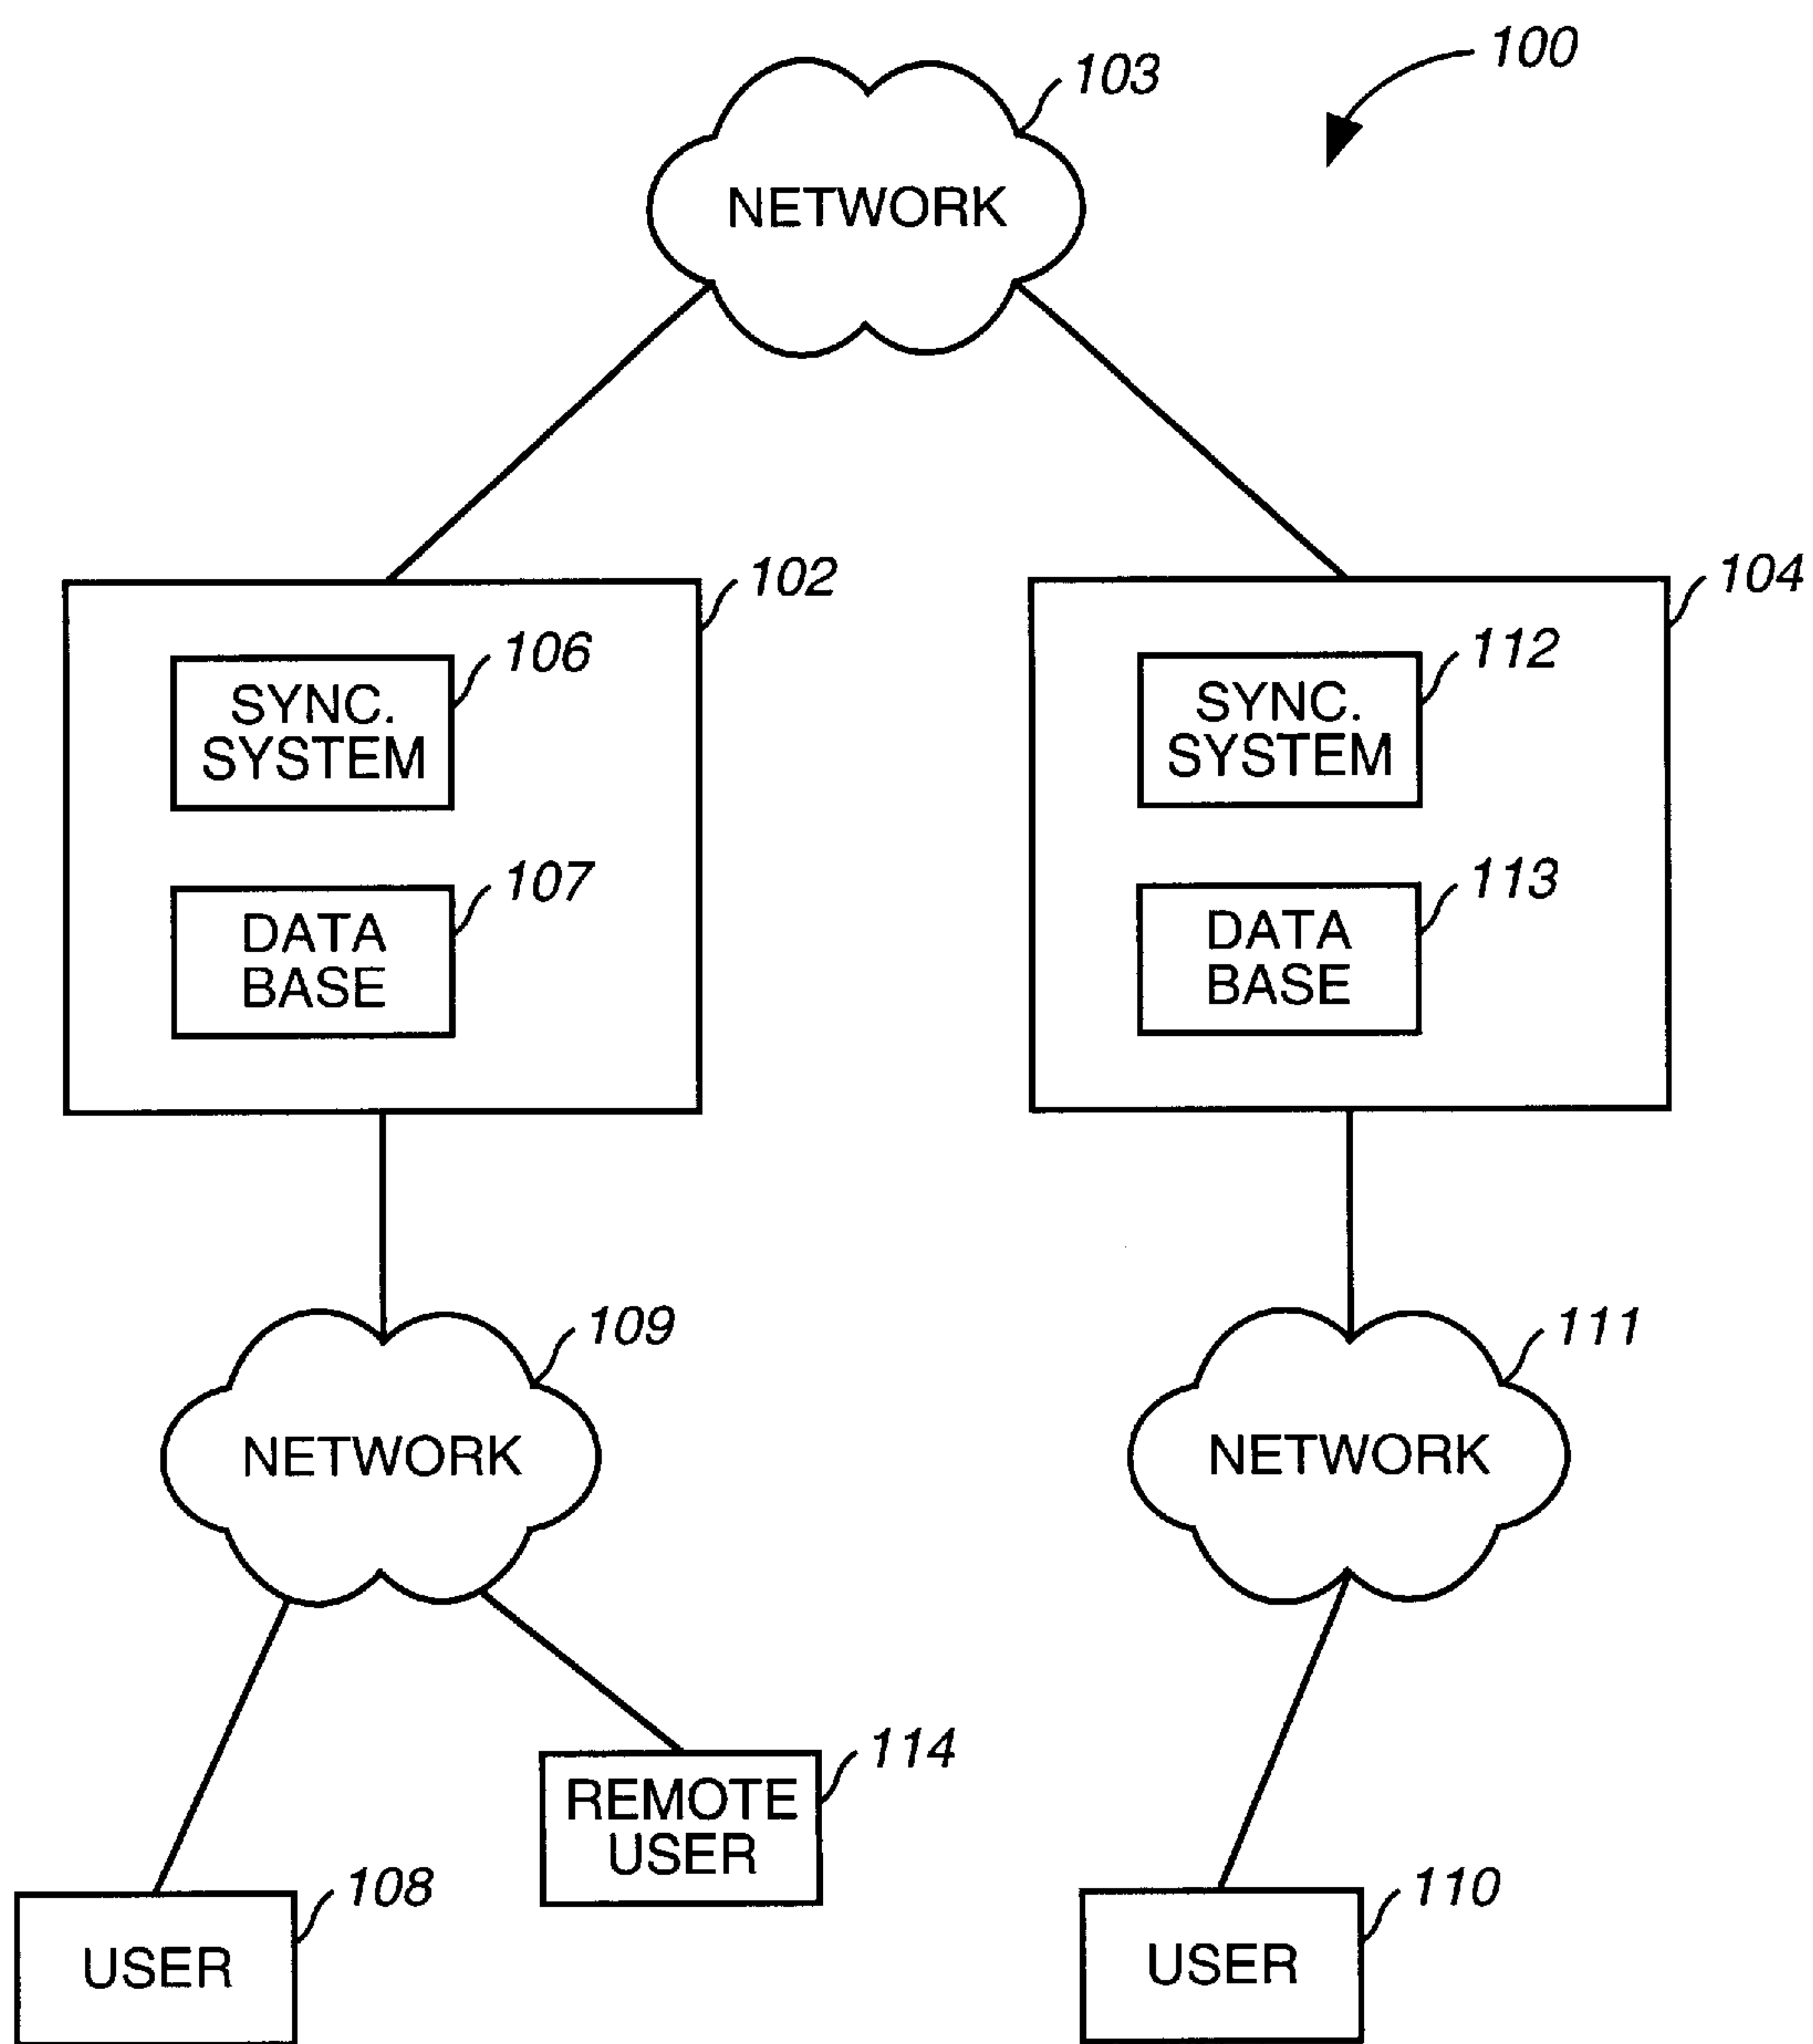 100
103
NETWORK
102
104
106
SYNC.
SYSTEM
112
SYNC.
SYSTEM
107
DATA
BASE
113
DATA
BASE
109
NETWORK
111
NETWORK
114
REMOTE
USER
108
USER
110
USER